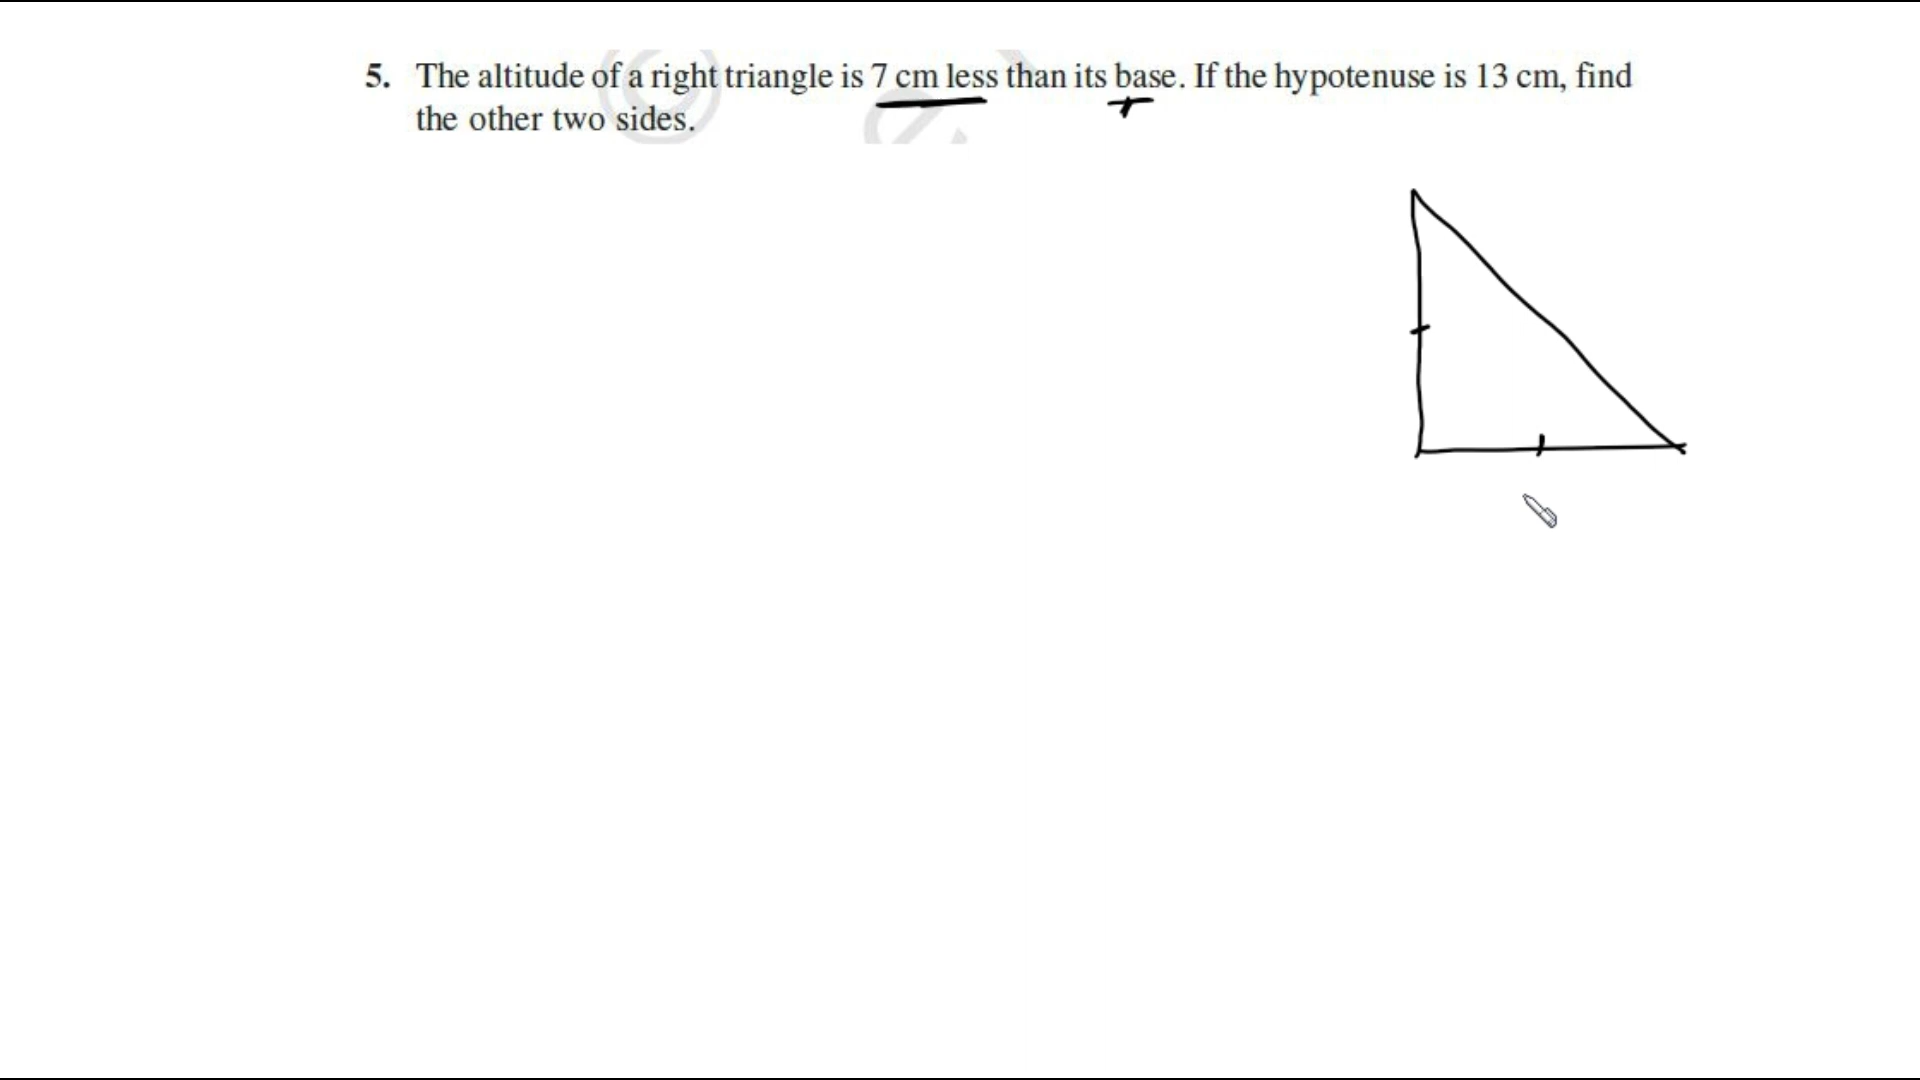 5. The altitude of a right triangle is 7 cm less than its base. If the hypotenuse is 13 cm, find
the other two sides.